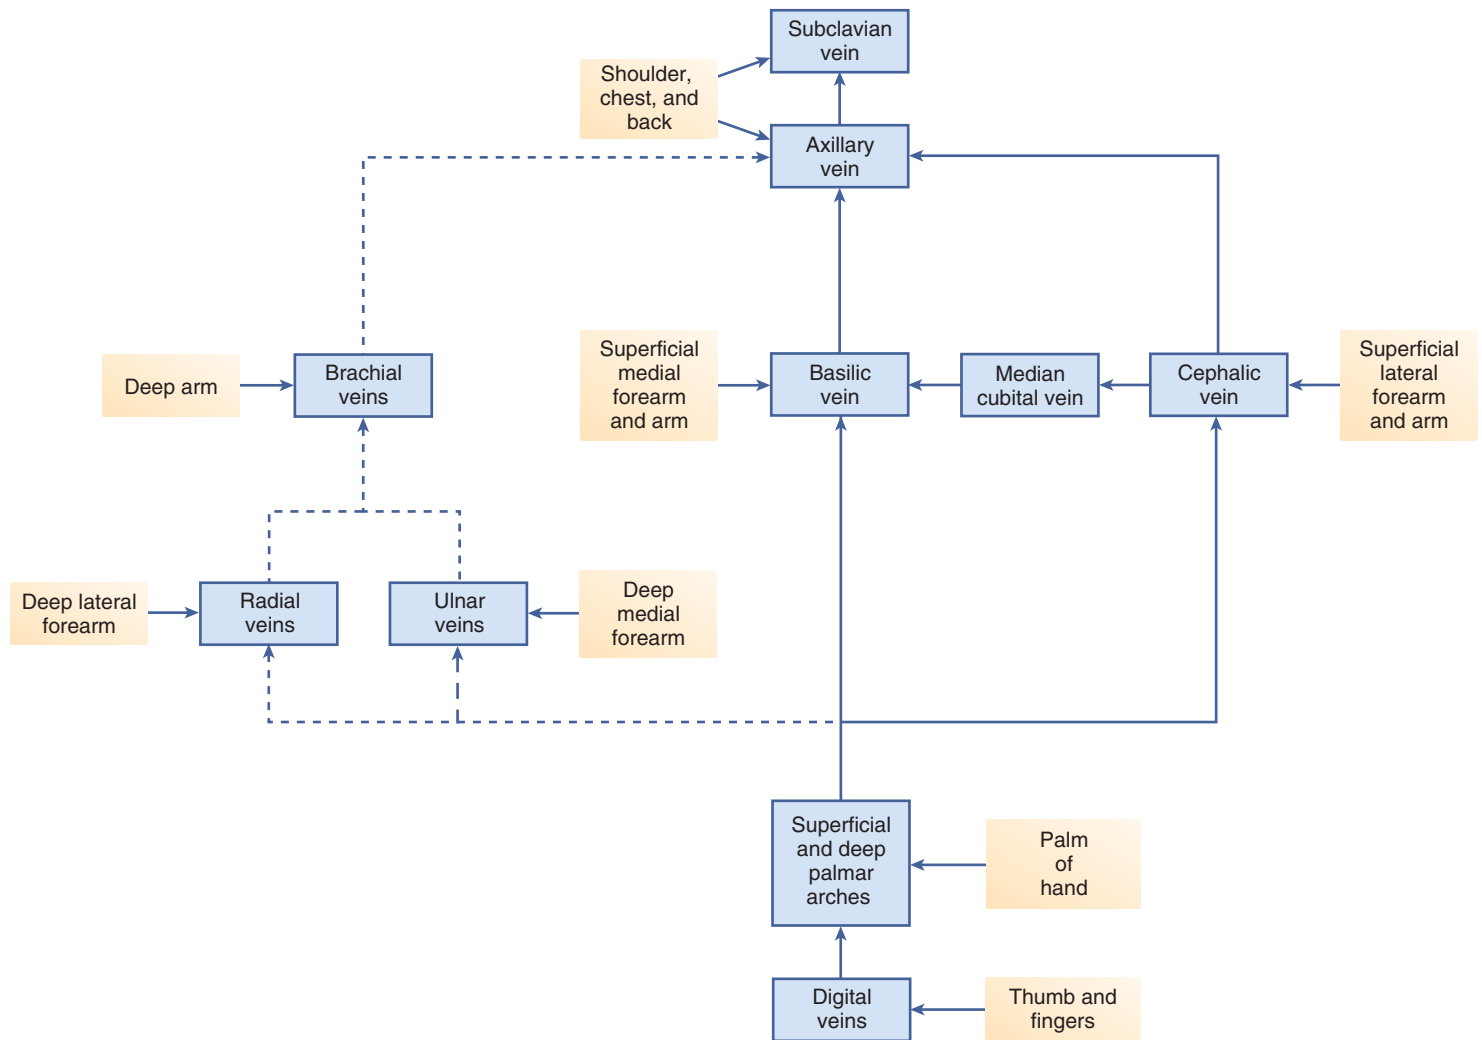 Subclavian
vein
Shoulder,
chest, and
back
Axillary
vein
Deep arm
Brachial
veins
Superficial
medial
forearm
and arm
Basilic
vein
Median
cubital vein
Cephalic
vein
Superficial
lateral
forearm
and arm
Deep lateral
forearm
Radial
veins
Ulnar
veins
Deep
medial
forearm
Superficial
and deep
palmar
arches
Palm
of
hand
Digital
veins
Thumb and
fingers